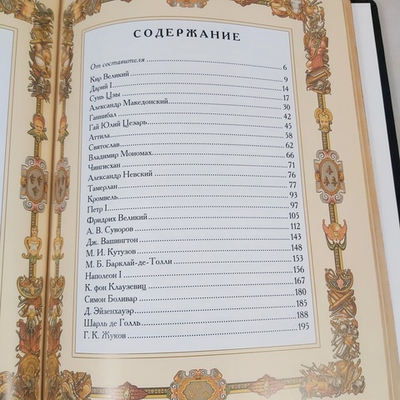 СОДЕРЖАНИЕ
От составителя 6
Кир Великий 9
Дарий I 14
Сунь Цзы 17
Александр Македонский 30
Ганнибал 42
Гай Юлий Цезарь 45
Аттила 58
Святослав 62
Владимир Мономах 66
Чингисхан 71
Александр Невский 76
Тамерлан 77
Кромвель 93
Петр I 97
Фридрих Великий 105
А. В. Суворов 112
Дж. Вашингтон 143
М. И. Кутузов 148
М. Б. Барклай-де-Толли 153
Наполеон I 156
К. фон Клаузевиц 167
Симон Боливар 180
Д. Эйзенхауэр 185
Шарль де Голль 188
Г. К. Жуков 195